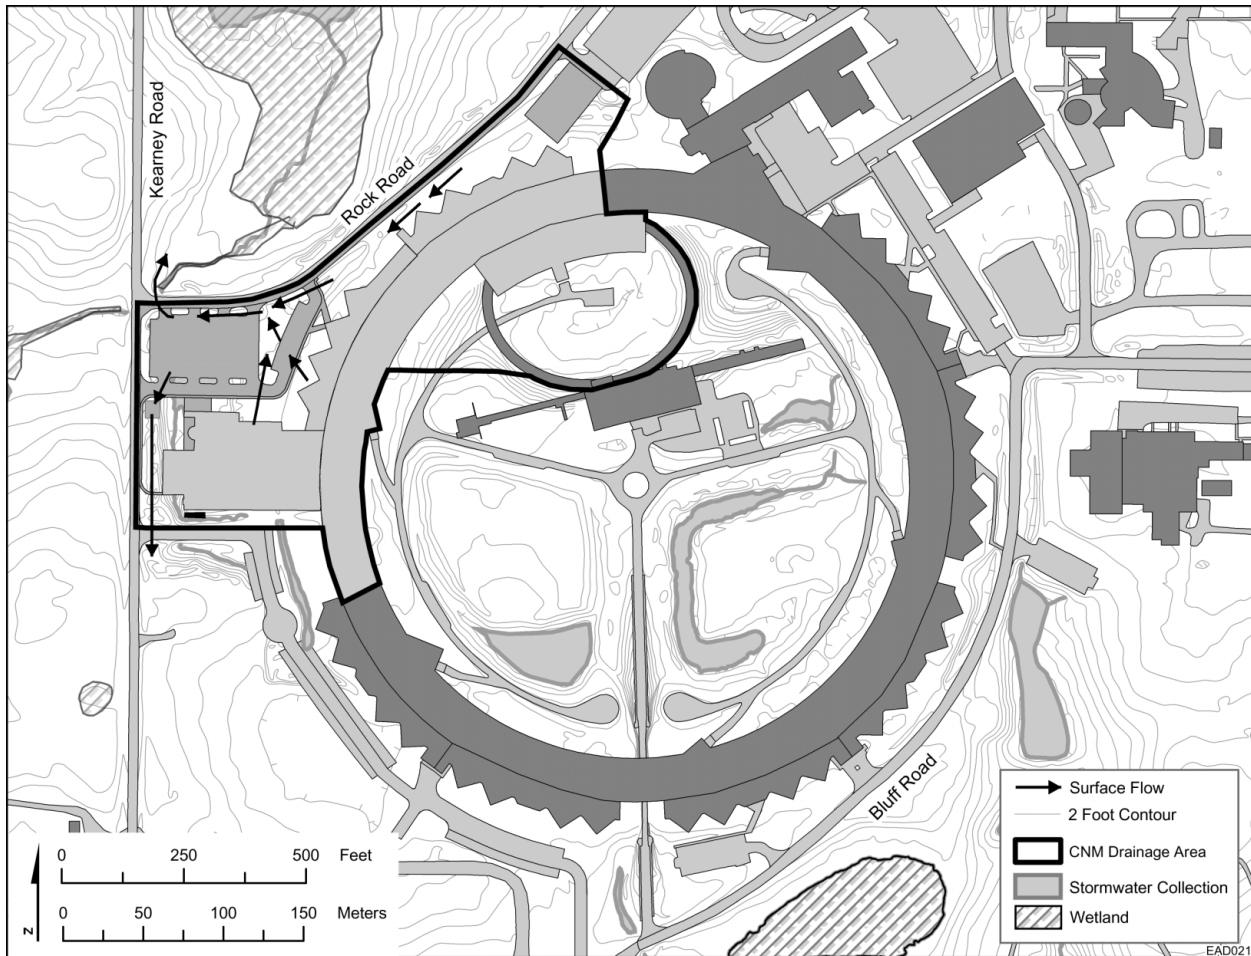 Kearney Road
Rock Road
Bluff Road
Surface Flow
2 Foot Contour
CNM Drainage Area
Stormwater Collection
Wetland
0 250 500 Feet
0 50 100 150 Meters
N
EAD021